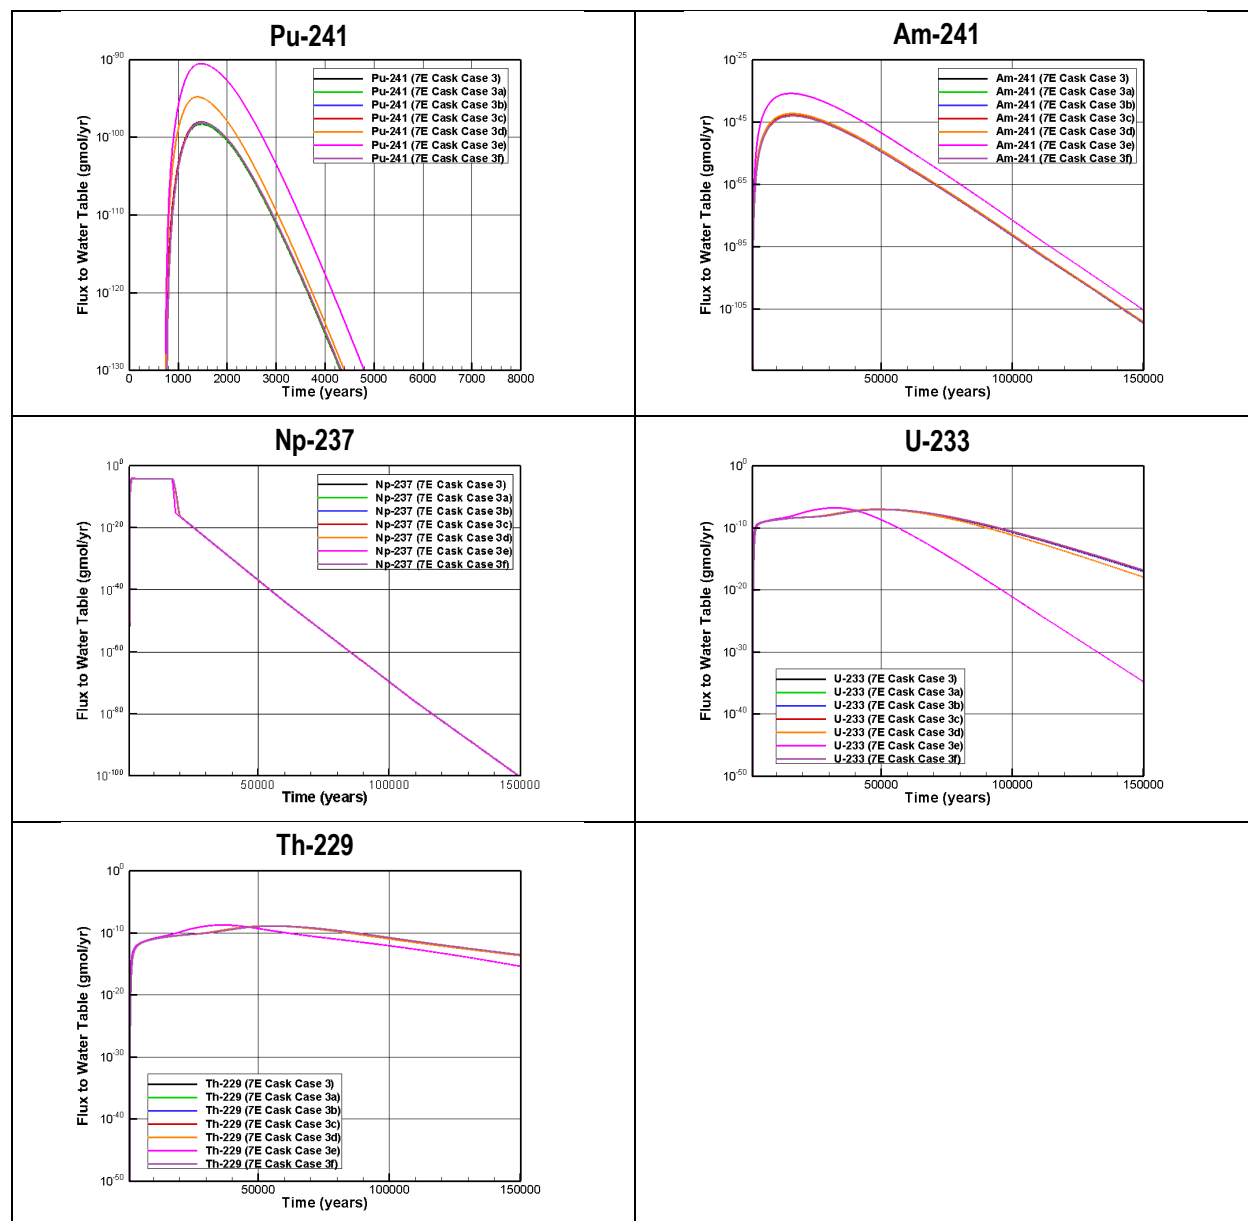 Pu-241
Flux to Water Table (gmol/yr)
10^-90
10^-100
10^-110
10^-120
10^-130
Pu-241 (7E Cask Case 3)
Pu-241 (7E Cask Case 3a)
Pu-241 (7E Cask Case 3b)
Pu-241 (7E Cask Case 3c)
Pu-241 (7E Cask Case 3d)
Pu-241 (7E Cask Case 3e)
Pu-241 (7E Cask Case 3f)
0 1000 2000 3000 4000 5000 6000 7000 8000
Time (years)
Am-241
Flux to Water Table (gmol/yr)
10^-25
10^-45
10^-65
10^-85
10^-105
Am-241 (7E Cask Case 3)
Am-241 (7E Cask Case 3a)
Am-241 (7E Cask Case 3b)
Am-241 (7E Cask Case 3c)
Am-241 (7E Cask Case 3d)
Am-241 (7E Cask Case 3e)
Am-241 (7E Cask Case 3f)
50000 100000 150000
Time (years)
Np-237
Flux to Water Table (gmol/yr)
10^0
10^-20
10^-40
10^-60
10^-80
10^-100
Np-237 (7E Cask Case 3)
Np-237 (7E Cask Case 3a)
Np-237 (7E Cask Case 3b)
Np-237 (7E Cask Case 3c)
Np-237 (7E Cask Case 3d)
Np-237 (7E Cask Case 3e)
Np-237 (7E Cask Case 3f)
50000 100000 150000
Time (years)
U-233
Flux to Water Table (gmol/yr)
10^0
10^-10
10^-20
10^-30
10^-40
10^-50
U-233 (7E Cask Case 3)
U-233 (7E Cask Case 3a)
U-233 (7E Cask Case 3b)
U-233 (7E Cask Case 3c)
U-233 (7E Cask Case 3d)
U-233 (7E Cask Case 3e)
U-233 (7E Cask Case 3f)
50000 100000 150000
Time (years)
Th-229
Flux to Water Table (gmol/yr)
10^0
10^-10
10^-20
10^-30
10^-40
10^-50
Th-229 (7E Cask Case 3)
Th-229 (7E Cask Case 3a)
Th-229 (7E Cask Case 3b)
Th-229 (7E Cask Case 3c)
Th-229 (7E Cask Case 3d)
Th-229 (7E Cask Case 3e)
Th-229 (7E Cask Case 3f)
50000 100000 150000
Time (years)